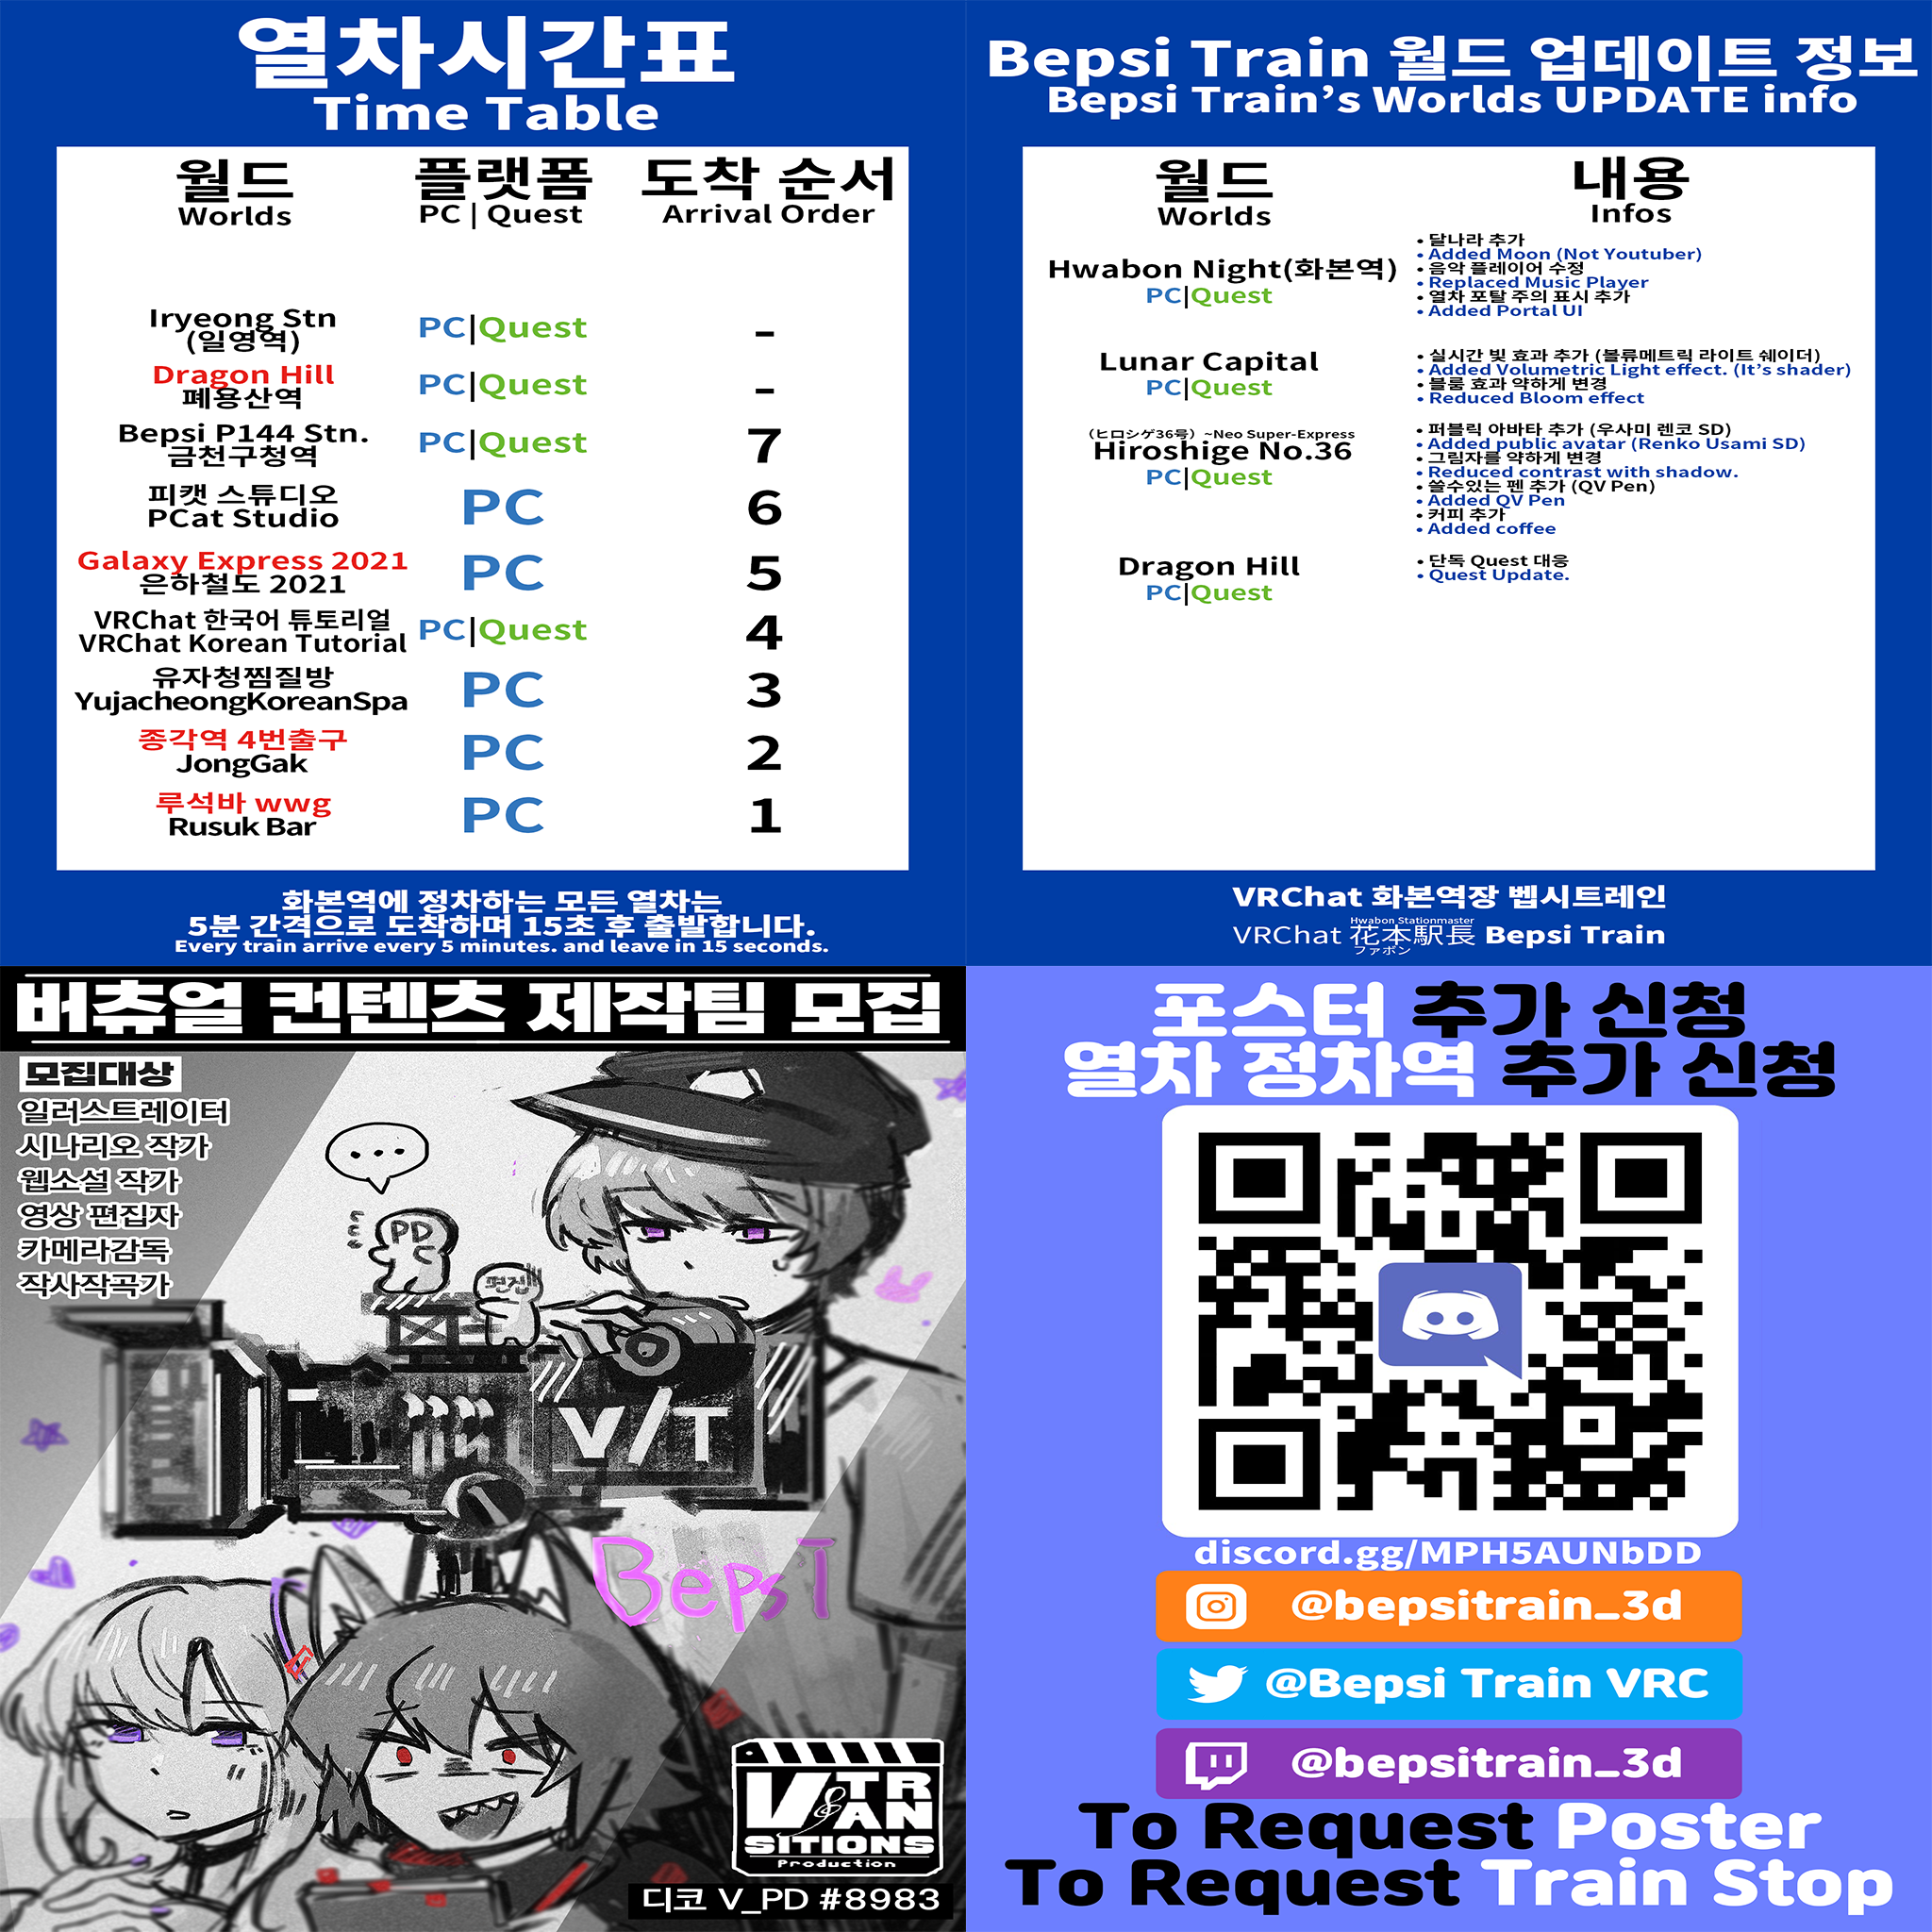 열차시간표
Time Table
월드 플랫폼 도착 순서
Worlds PC | Quest Arrival Order
Iryeong Stn
(일영역)
PC|Quest
-
Dragon Hill
폐용산역
PC|Quest
-
Bepsi P144 Stn.
금천구청역
PC|Quest
7
피캣 스튜디오
PCat Studio
PC
6
Galaxy Express 2021
은하철도 2021
PC
5
VRChat 한국어 튜토리얼
VRChat Korean Tutorial
PC|Quest
4
유자청찜질방
YujacheongKoreanSpa
PC
3
종각역 4번출구
JongGak
PC
2
루석바 wwg
Rusuk Bar
PC
1
화본역에 정차하는 모든 열차는
5분 간격으로 도착하며 15초 후 출발합니다.
Every train arrive every 5 minutes. and leave in 15 seconds.
Bepsi Train 월드 업데이트 정보
Bepsi Train's Worlds UPDATE info
월드 내용
Worlds Infos
Hwabon Night(화본역)
PC|Quest
• 달나라 추가
• Added Moon (Not Youtuber)
• 음악 플레이어 수정
• Replaced Music Player
• 열차 포탈 주의 표시 추가
• Added Portal UI
Lunar Capital
PC|Quest
• 실시간 빛 효과 추가 (볼류메트릭 라이트 쉐이더)
• Added Volumetric Light effect. (It's shader)
• 블룸 효과 약하게 변경
• Reduced Bloom effect
(ヒロシゲ36号) ~Neo Super-Express
Hiroshige No.36
PC|Quest
• 퍼블릭 아바타 추가 (우사미 렌코 SD)
• Added public avatar (Renko Usami SD)
• 그림자를 약하게 변경
• Reduced contrast with shadow.
• 쓸수있는 펜 추가 (QV Pen)
• Added QV Pen
• 커피 추가
• Added coffee
Dragon Hill
PC|Quest
• 단독 Quest 대응
• Quest Update.
VRChat 화본역장 벱시트레인
Hwabon Stationmaster
VRChat 花本駅長 Bepsi Train
ファボン
버츄얼 컨텐츠 제작팀 모집
모집대상
일러스트레이터
시나리오 작가
웹소설 작가
영상 편집자
카메라감독
작사작곡가
...
PD
편집!!
V/T
BepsI
V&TRAN
SITIONS
Production
디코 V_PD #8983
포스터 추가 신청
열차 정차역 추가 신청
discord.gg/MPH5AUNbDD
@bepsitrain_3d
@Bepsi Train VRC
@bepsitrain_3d
To Request Poster
To Request Train Stop